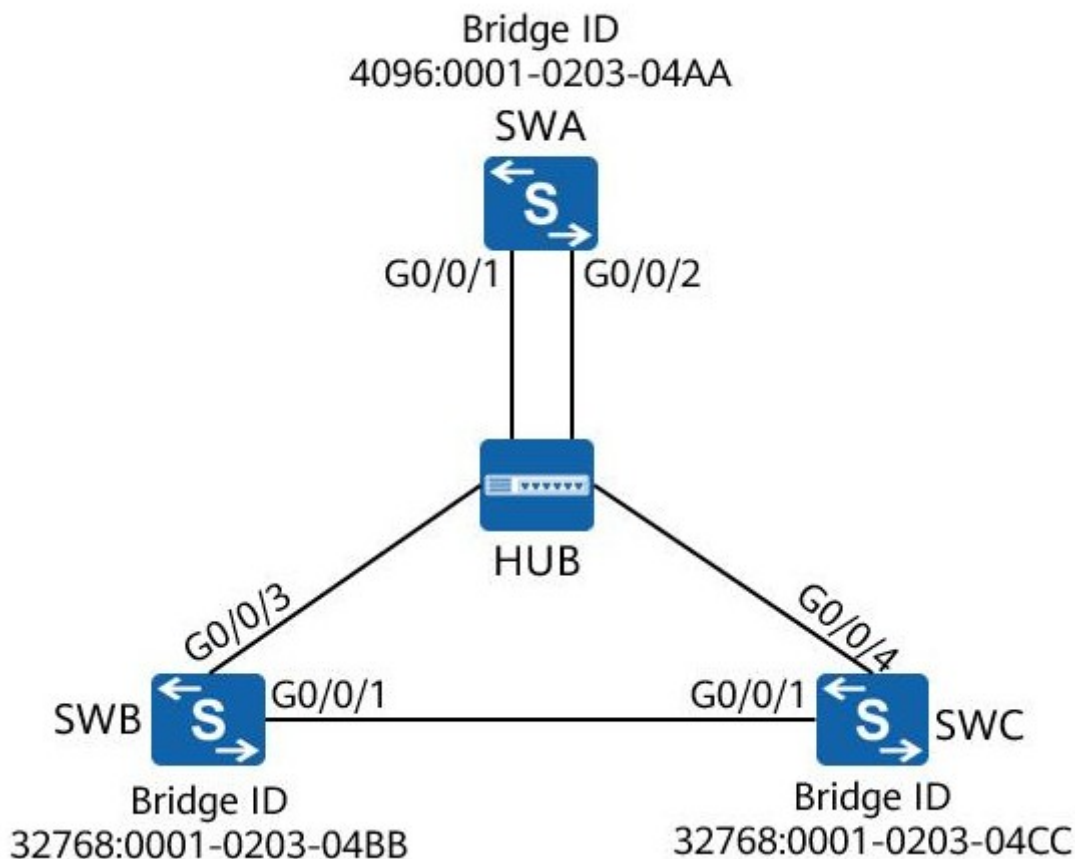 Bridge ID
4096:0001-0203-04AA
SWA
S
G0/0/1
G0/0/2
HUB
G0/0/3
G0/0/4
SWB
S
G0/0/1
G0/0/1
S
SWC
Bridge ID
32768:0001-0203-04BB
Bridge ID
32768:0001-0203-04CC